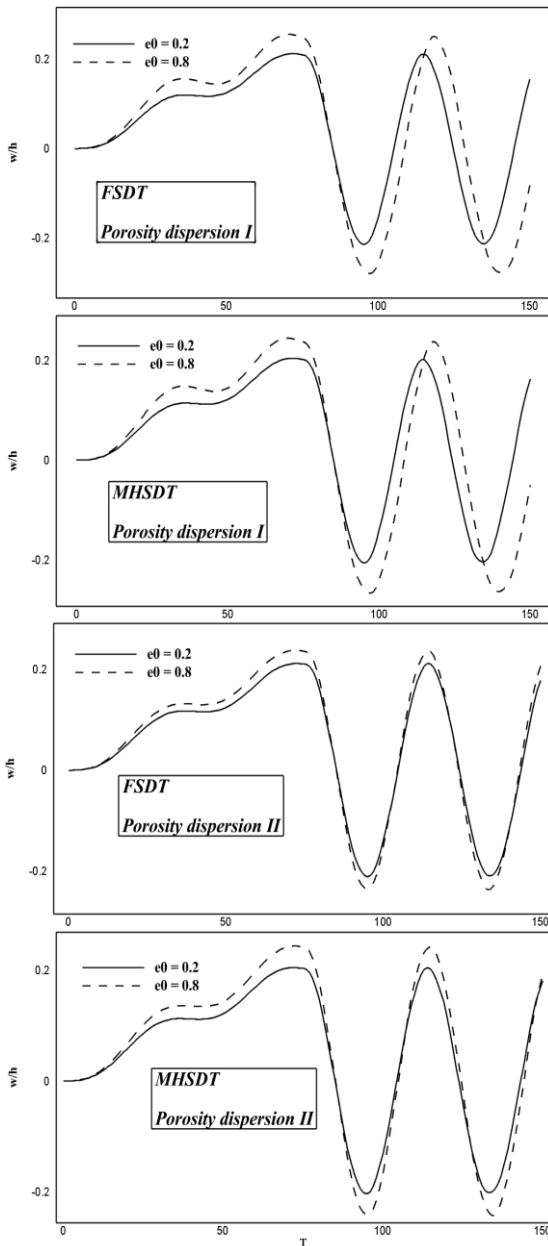 e0 = 0.2
e0 = 0.8
0.2
w/h
0
-0.2
FSDT
Porosity dispersion I
0 50 100 150
e0 = 0.2
e0 = 0.8
0.2
w/h
0
-0.2
MHSDT
Porosity dispersion I
0 50 100 150
e0 = 0.2
e0 = 0.8
0.2
w/h
0
-0.2
FSDT
Porosity dispersion II
0 50 100 150
e0 = 0.2
e0 = 0.8
0.2
w/h
0
-0.2
MHSDT
Porosity dispersion II
0 50 100 150
T